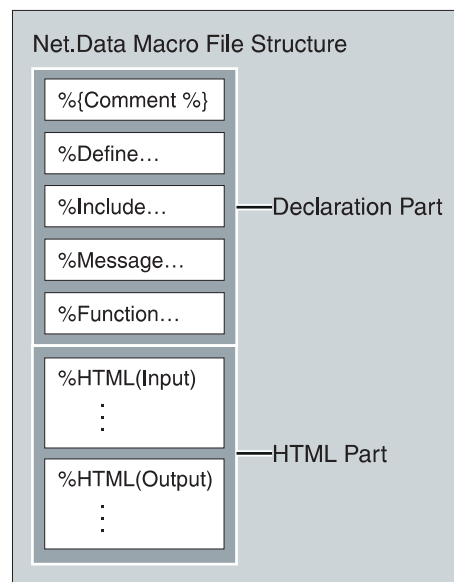 Net.Data Macro File Structure
%{Comment %}
%Define...
%Include...
Declaration Part
%Message...
%Function...
%HTML(Input)
⋮
HTML Part
%HTML(Output)
⋮